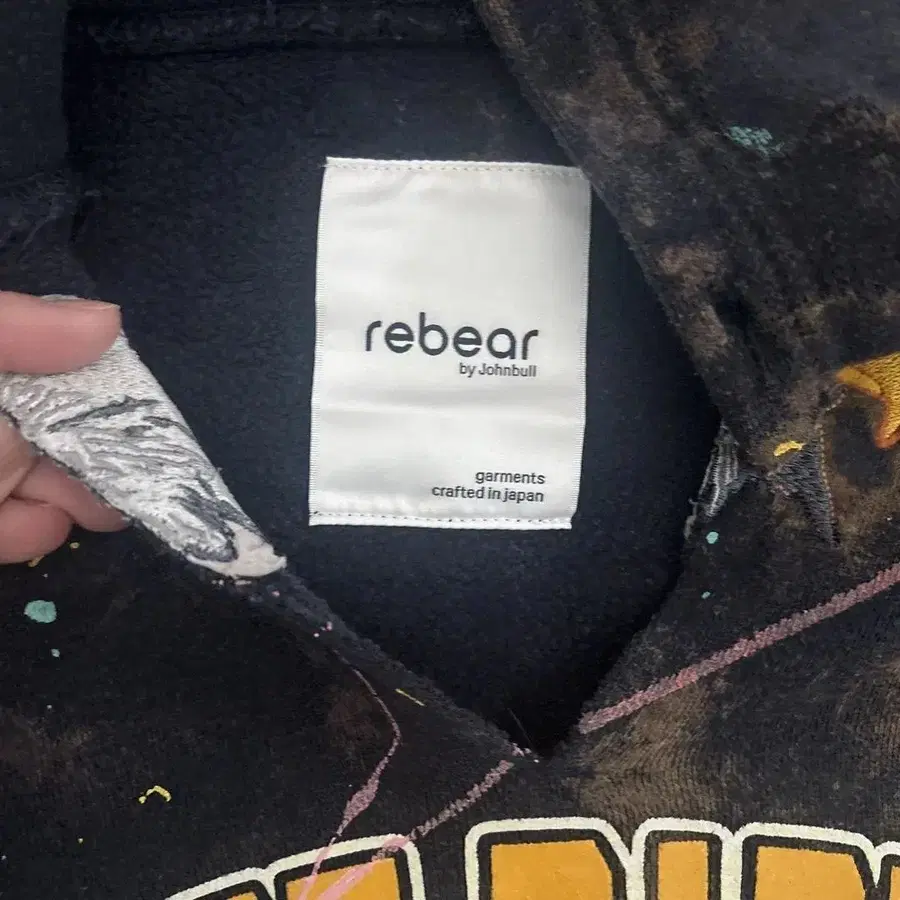 rebear
by Johnbull
garments
crafted in japan